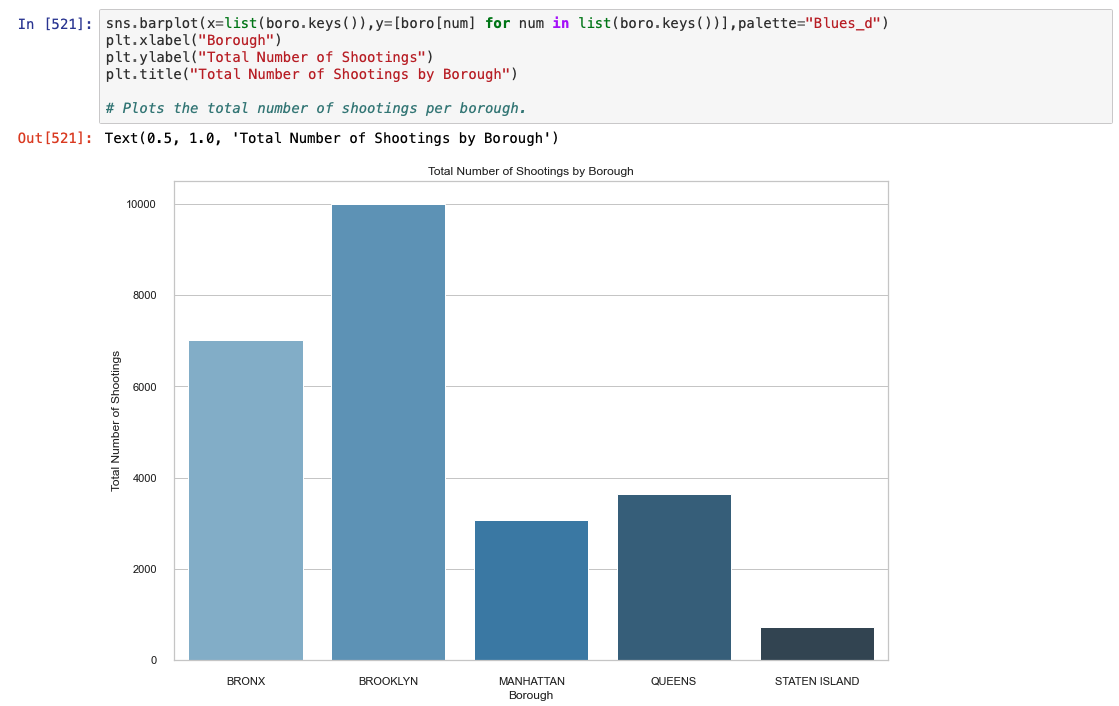 In [521]: sns.barplot(x=list(boro.keys()),y=[boro[num] for num in list(boro.keys())],palette="Blues_d")
plt.xlabel("Borough")
plt.ylabel("Total Number of Shootings")
plt.title("Total Number of Shootings by Borough")
# Plots the total number of shootings per borough.
Out[521]: Text(0.5, 1.0, 'Total Number of Shootings by Borough')
Total Number of Shootings by Borough
Total Number of Shootings
10000
8000
6000
4000
2000
0
BRONX BROOKLYN MANHATTAN QUEENS STATEN ISLAND
Borough